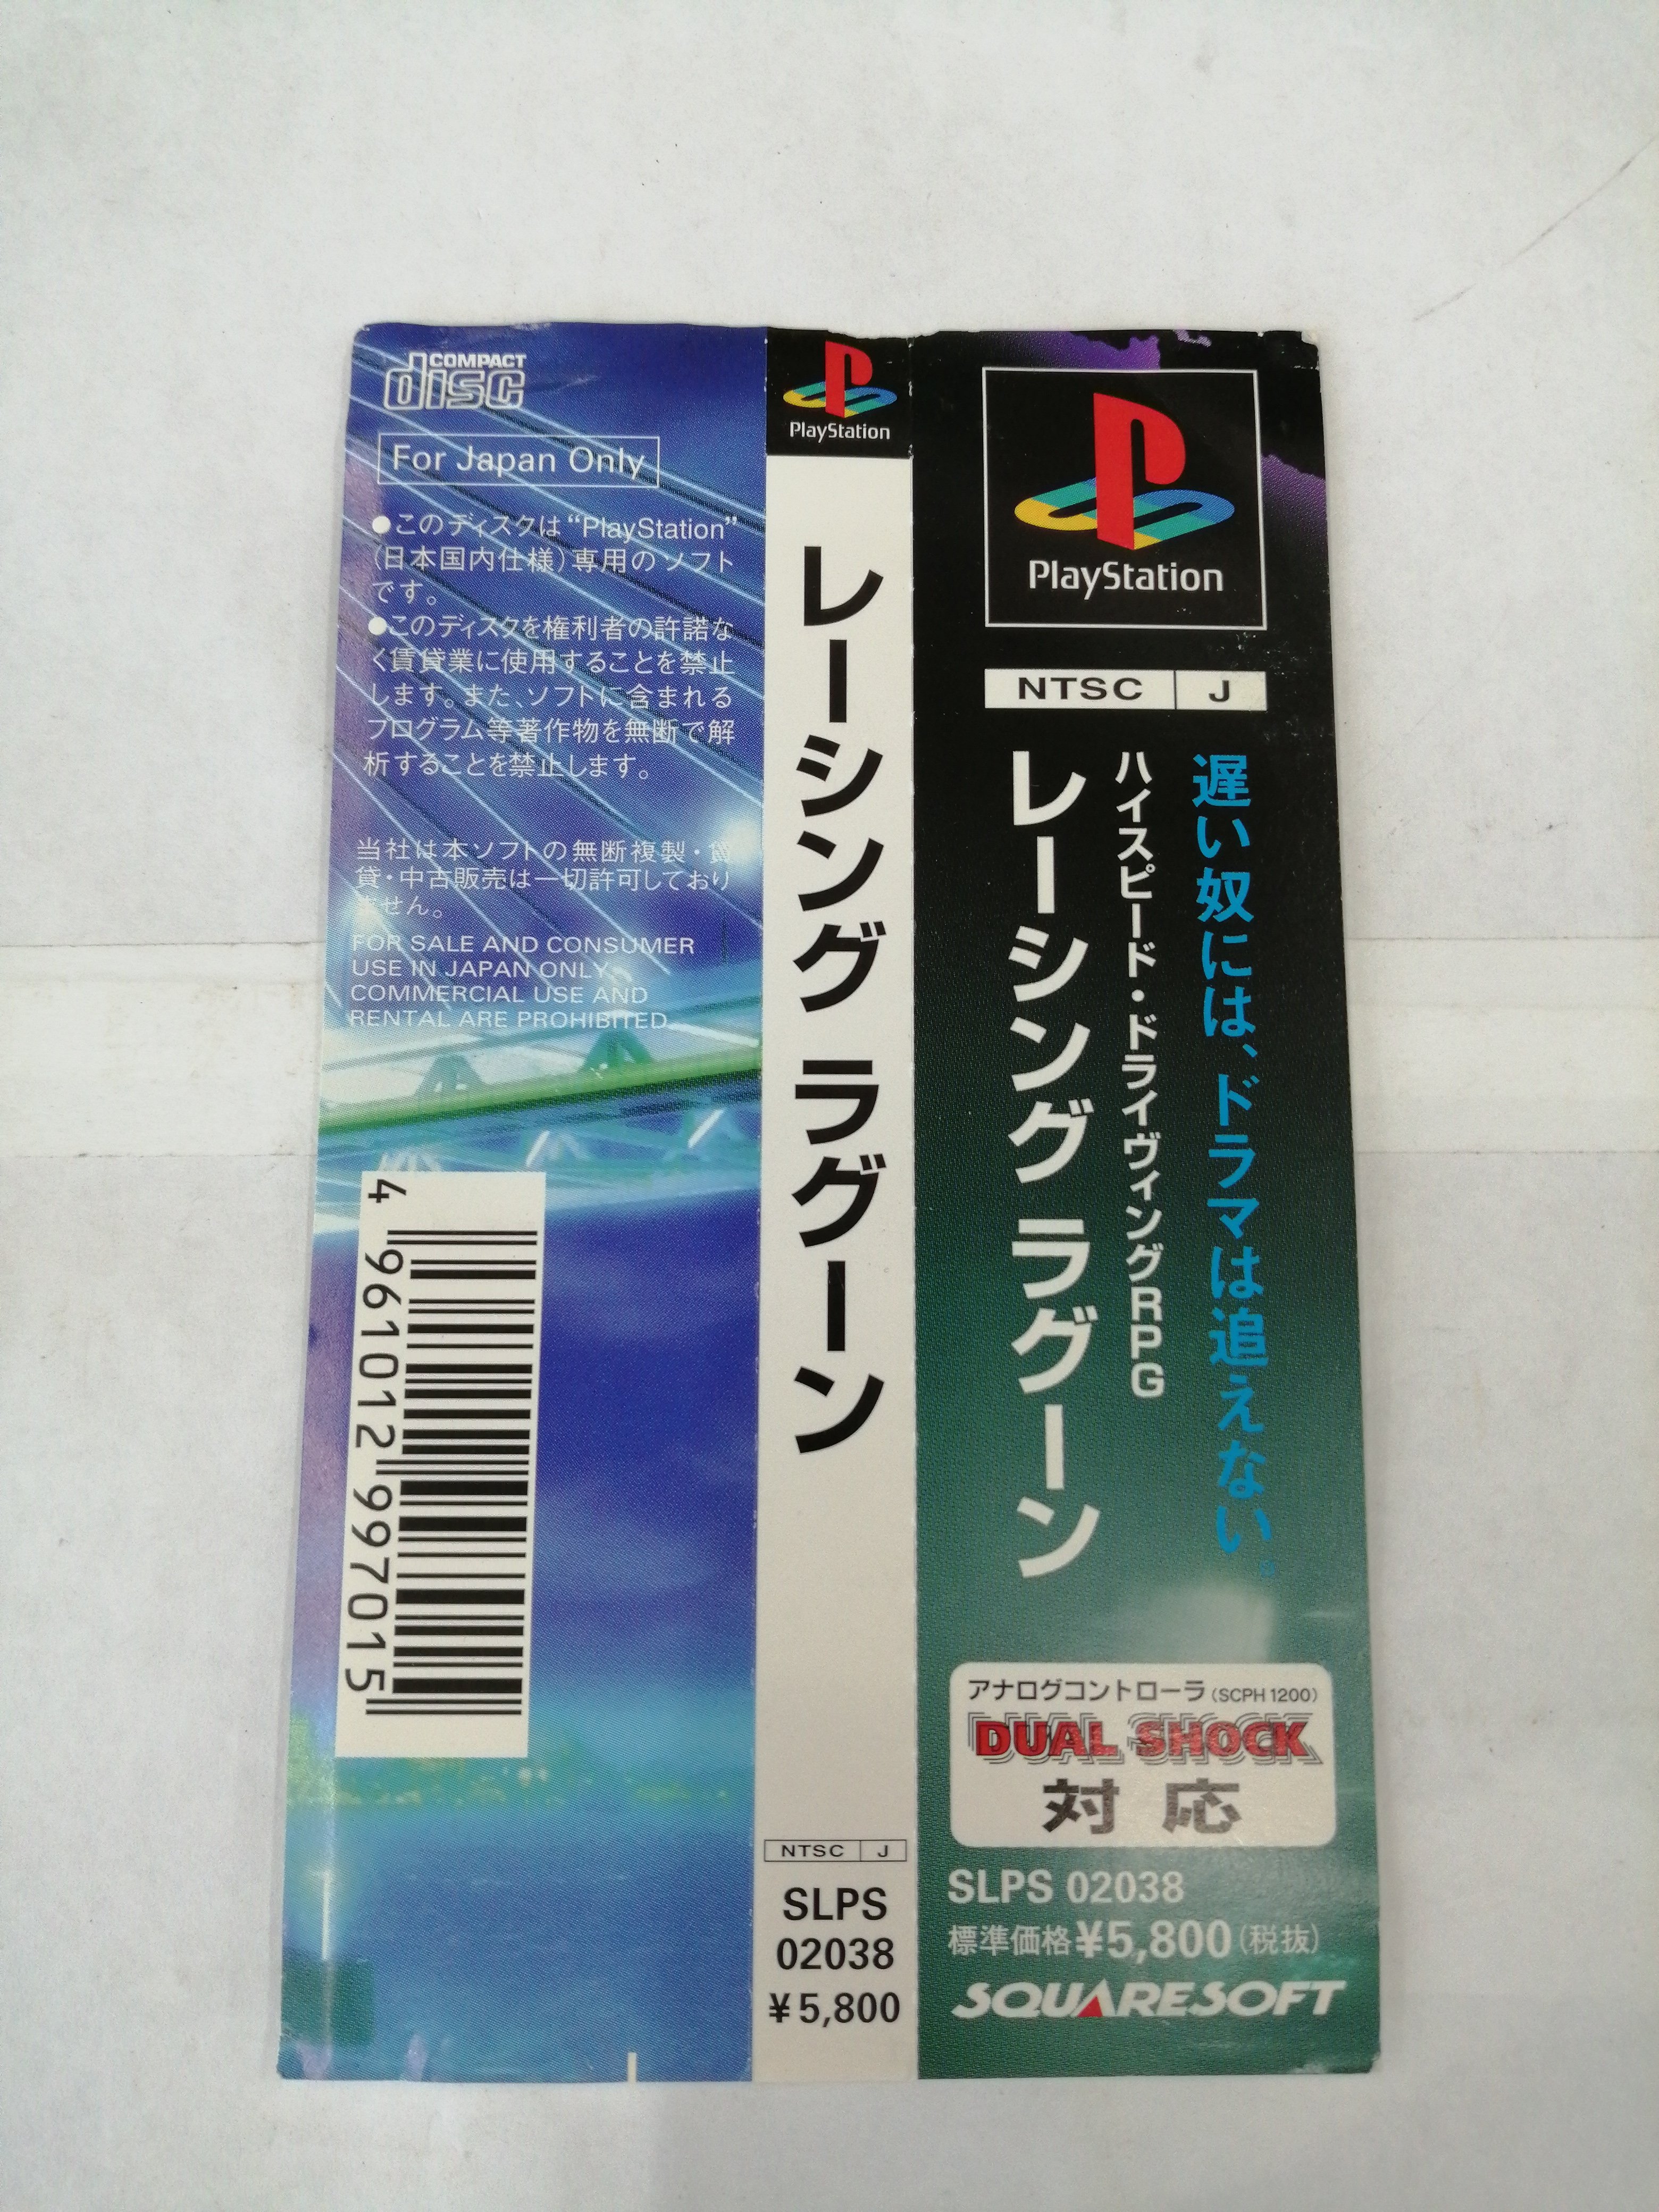 COMPACT
disc
For Japan Only
●このディスクは“PlayStation”
(日本国内仕様)専用のソフト
です。
●このディスクを権利者の許諾な
く賃貸業に使用することを禁止
します。また、ソフトに含まれる
プログラム等著作物を無断で解
析することを禁止します。
当社は本ソフトの無断複製・賃
貸・中古販売は一切許可しており
ません。
FOR SALE AND CONSUMER
USE IN JAPAN ONLY.
COMMERCIAL USE AND
RENTAL ARE PROHIBITED.
4 961012 997015
PlayStation
レーシング ラグーン
NTSC J
SLPS
02038
¥5,800
PlayStation
NTSC J
遅い奴には、ドラマは追えない。
ハイスピード・ドライヴィングRPG
レーシング ラグーン
アナログコントローラ(SCPH 1200)
DUAL SHOCK
対応
SLPS 02038
標準価格¥5,800(税抜)
SQUARESOFT